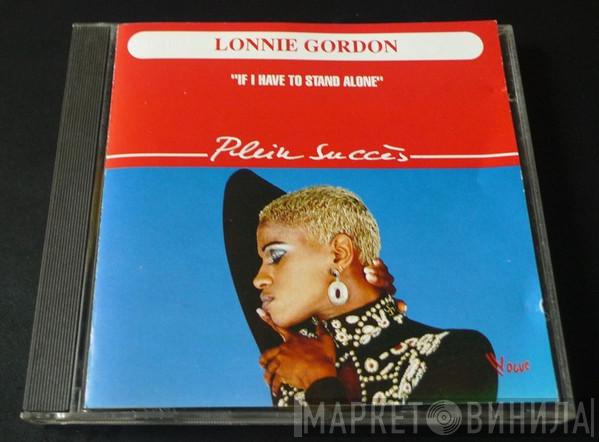 LONNIE GORDON
"IF I HAVE TO STAND ALONE"
Plein Succès
Vogue
МАРКЕТ ВИНИЛА